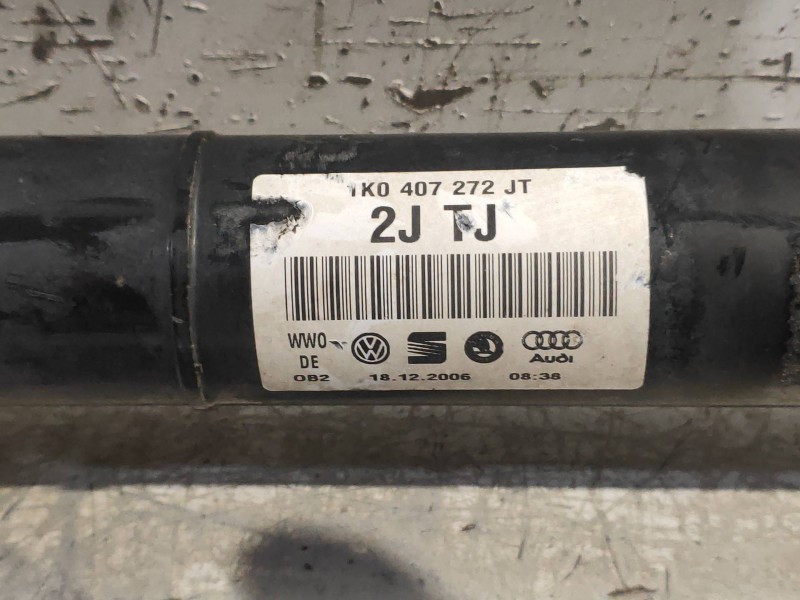 1K0 407 272 JT
2J TJ
WWO
DE
Audi
OB2 18.12.2006 08:38